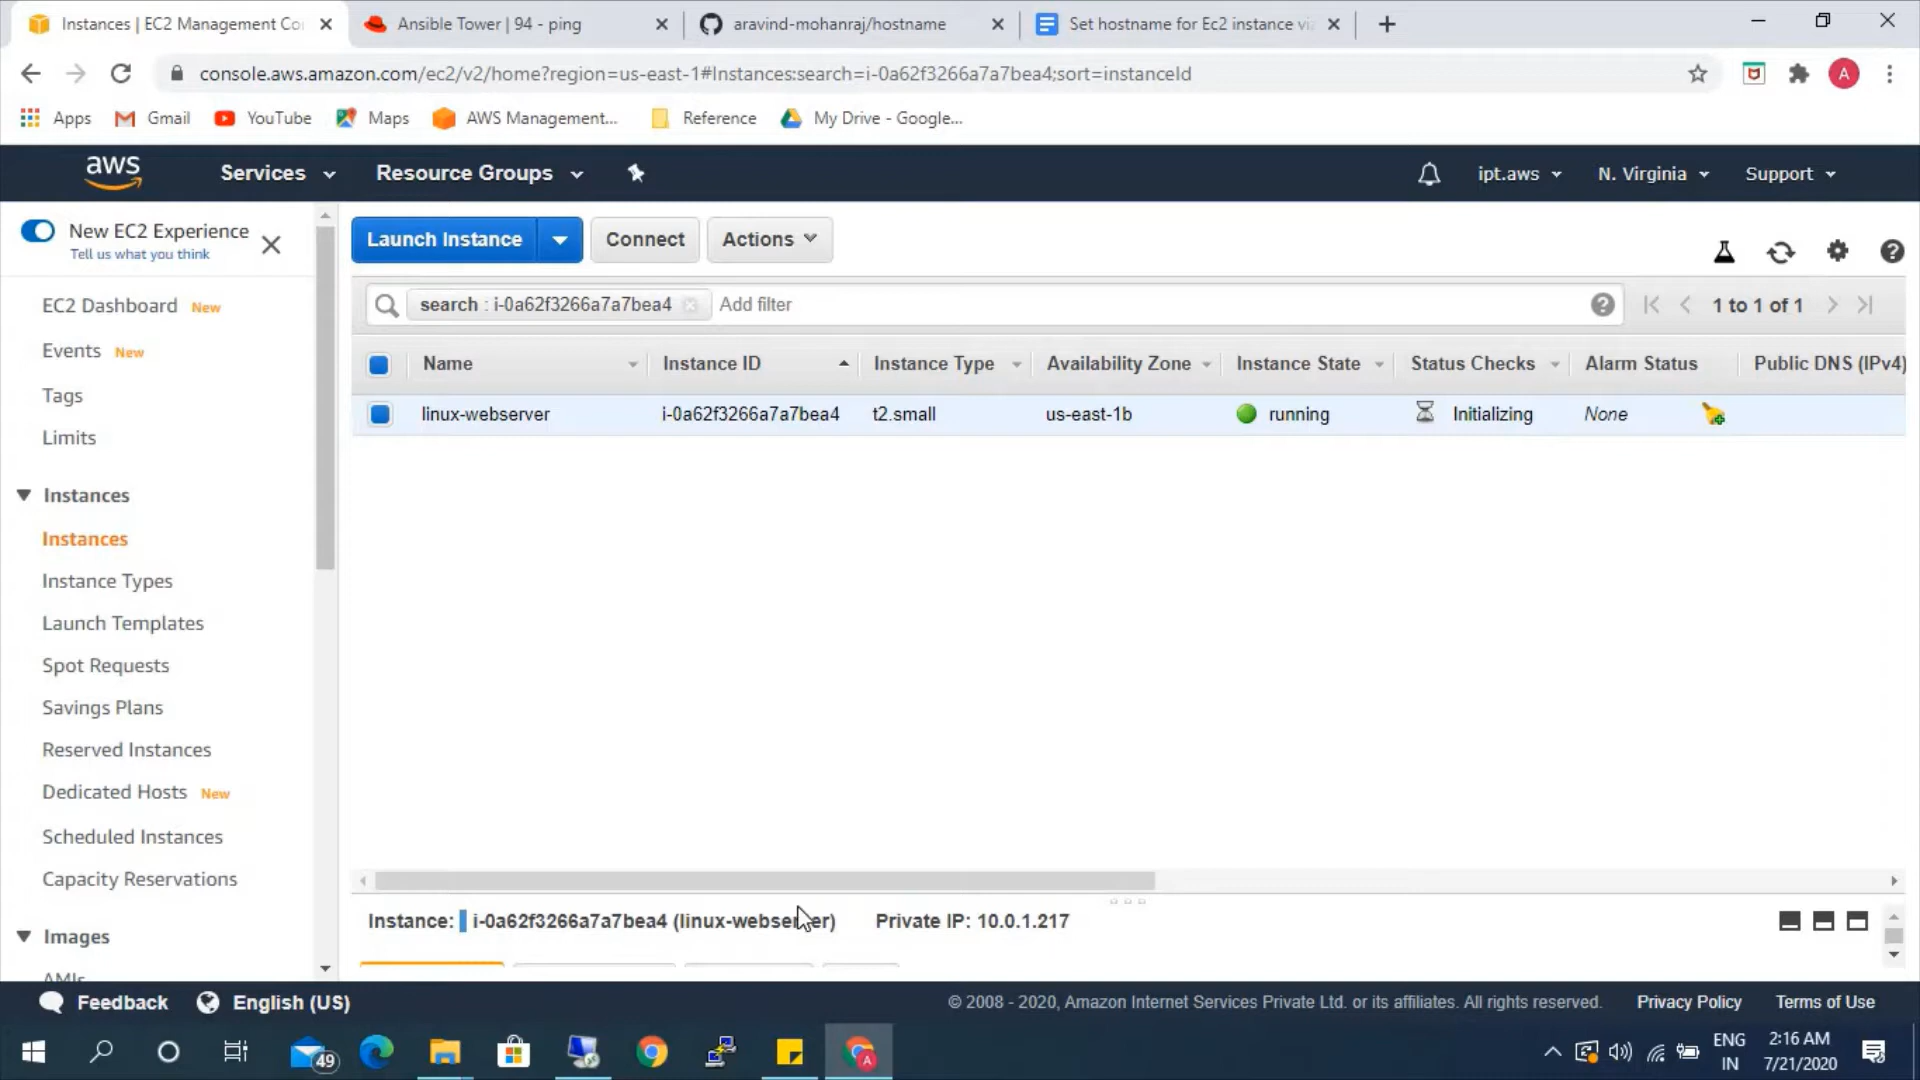 Instances | EC2 Management Co
Ansible Tower | 94 - ping
aravind-mohanraj/hostname
Set hostname for Ec2 instance vi
console.aws.amazon.com/ec2/v2/home?region=us-east-1#Instances:search=i-0a62f3266a7a7bea4;sort=instanceId
A
Apps
Gmail
YouTube
Maps
AWS Management...
Reference
My Drive - Google...
aws
Services
Resource Groups
ipt.aws
N. Virginia
Support
New EC2 Experience
Tell us what you think
Launch Instance
Connect
Actions
search : i-0a62f3266a7a7bea4
Add filter
1 to 1 of 1
EC2 Dashboard New
Events New
Tags
Limits
Instances
Instances
Instance Types
Launch Templates
Spot Requests
Savings Plans
Reserved Instances
Dedicated Hosts New
Scheduled Instances
Capacity Reservations
Images
AMIs
Name Instance ID Instance Type Availability Zone Instance State Status Checks Alarm Status Public DNS (IPv4)
linux-webserver i-0a62f3266a7a7bea4 t2.small us-east-1b running Initializing None
Instance: i-0a62f3266a7a7bea4 (linux-webserver) Private IP: 10.0.1.217
Feedback
English (US)
© 2008 - 2020, Amazon Internet Services Private Ltd. or its affiliates. All rights reserved.
Privacy Policy
Terms of Use
49
A
ENG
IN
2:16 AM
7/21/2020